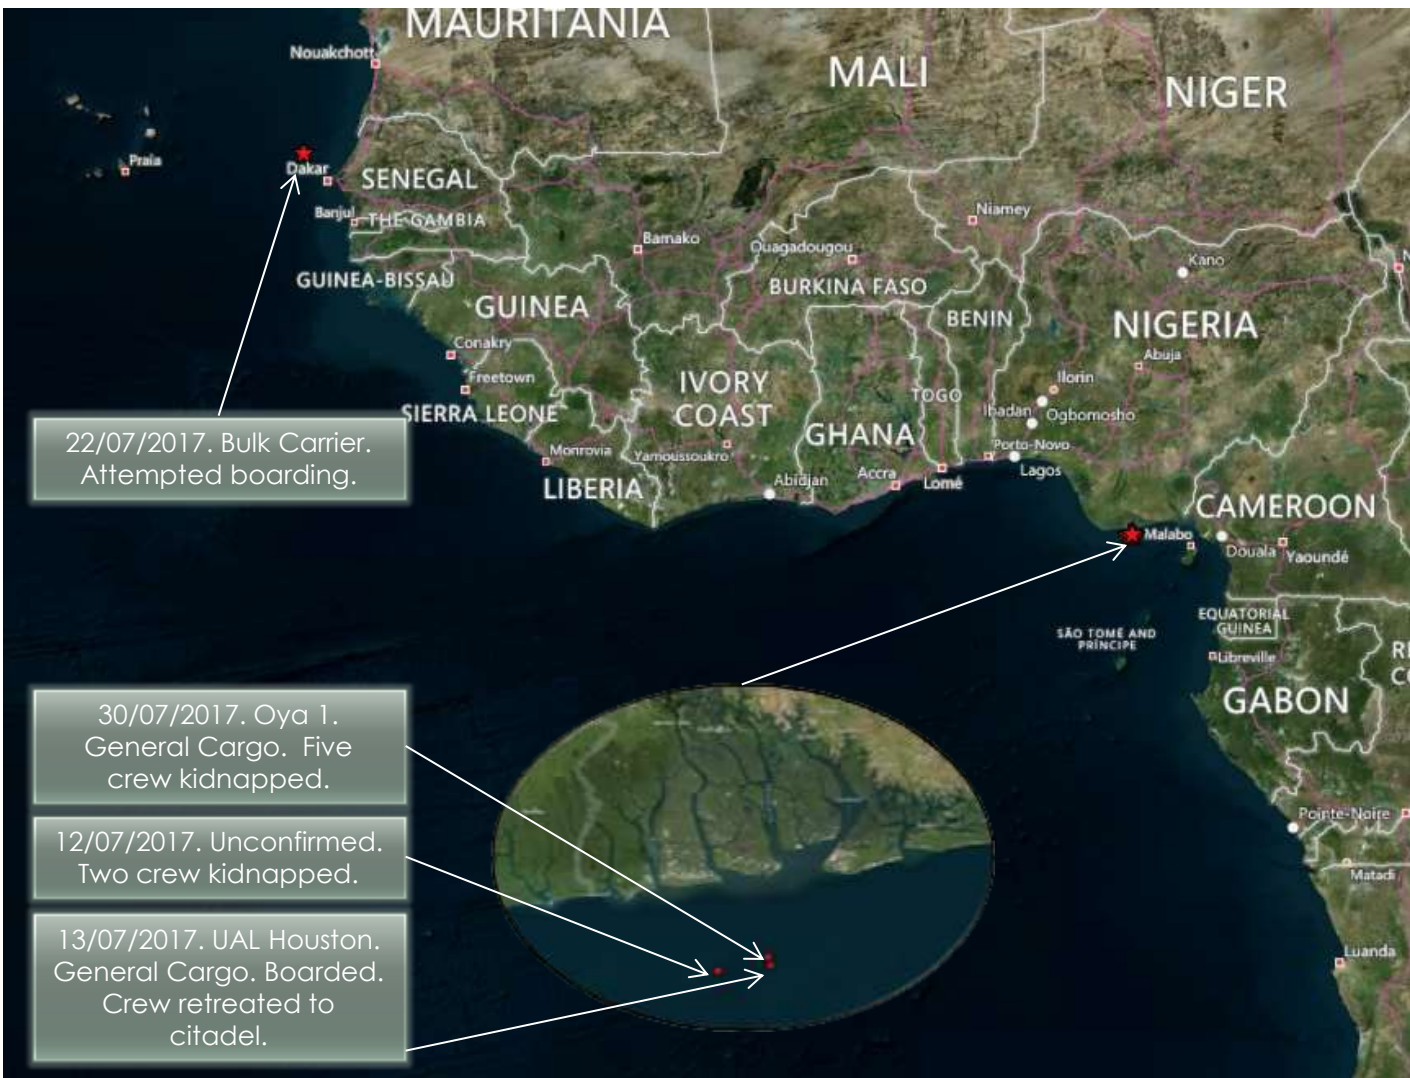 MAURITANIA
Nouakchott
MALI
NIGER
Praia
Dakar
SENEGAL
Banjul
THE GAMBIA
Niamey
Bamako
Ouagadougou
Kano
GUINEA-BISSAU
GUINEA
BURKINA FASO
BENIN
NIGERIA
Conakry
Abuja
Freetown
IVORY
COAST
TOGO
Ilorin
Ibadan
Ogbomosho
SIERRA LEONE
GHANA
22/07/2017. Bulk Carrier.
Attempted boarding.
Monrovia
Yamoussoukro
Porto-Novo
Lagos
LIBERIA
Abidjan
Accra
Lomé
CAMEROON
Malabo
Douala
Yaoundé
EQUATORIAL
GUINEA
SÃO TOMÉ AND
PRÍNCIPE
Libreville
GABON
30/07/2017. Oya 1.
General Cargo. Five
crew kidnapped.
Pointe-Noire
12/07/2017. Unconfirmed.
Two crew kidnapped.
Matadi
13/07/2017. UAL Houston.
General Cargo. Boarded.
Crew retreated to
citadel.
Luanda